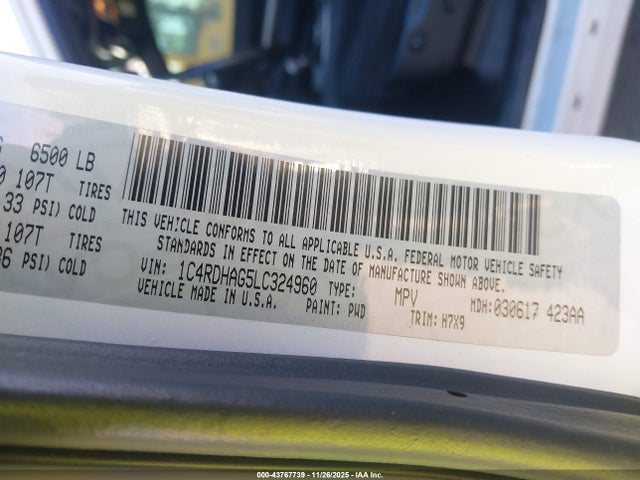 G 6500 LB
0 107T TIRES
33 PSI) COLD
107T TIRES
36 PSI) COLD
THIS VEHICLE CONFORMS TO ALL APPLICABLE U.S.A. FEDERAL MOTOR VEHICLE SAFETY
STANDARDS IN EFFECT ON THE DATE OF MANUFACTURE SHOWN ABOVE.
VIN: 1C4RDHAG5LC324960 TYPE: MPV MDH:030617 423AA
VEHICLE MADE IN U.S.A. PAINT: PWD TRIM: H7X9
000-43767739 - 11/26/2025 - IAA Inc.